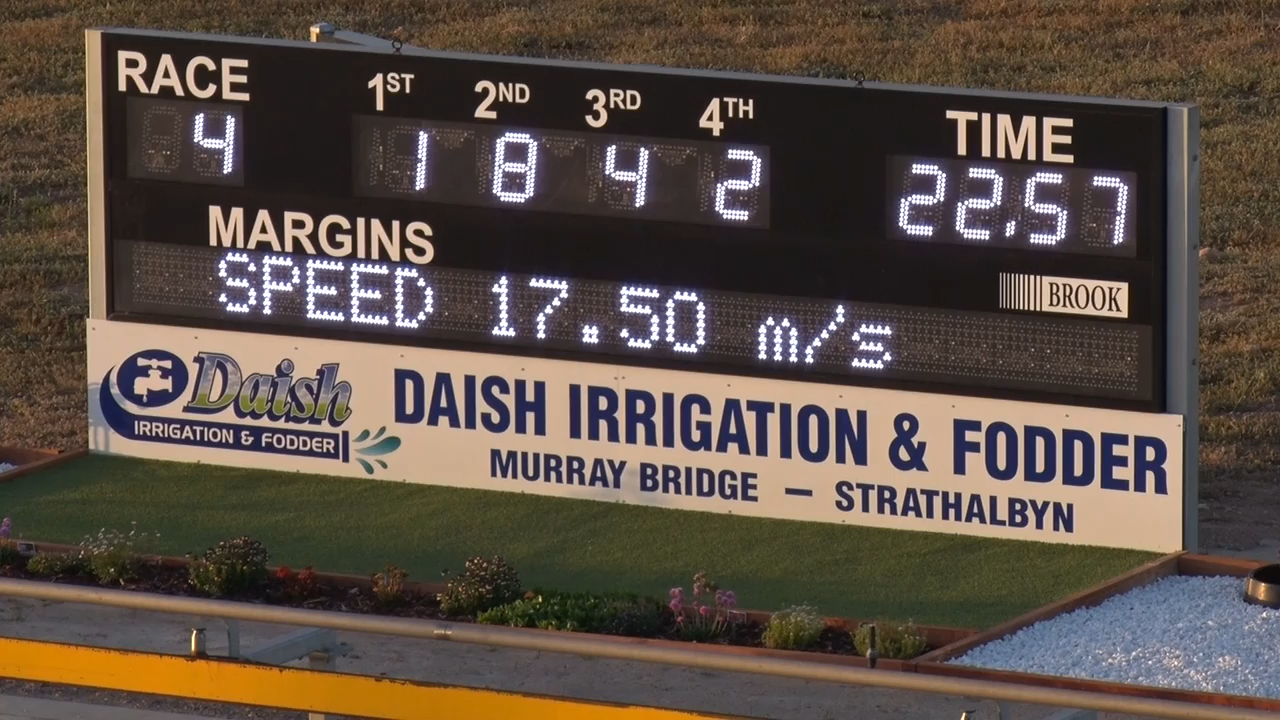 RACE 1ST 2ND 3RD 4TH TIME
4 1 8 4 2 22.57
MARGINS
SPEED 17.50 m/s
BROOK
Daish
IRRIGATION & FODDER
DAISH IRRIGATION & FODDER
MURRAY BRIDGE – STRATHALBYN